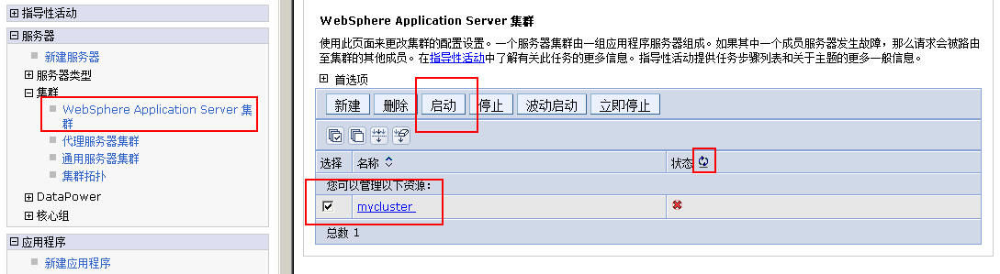 指导性活动
服务器
新建服务器
服务器类型
集群
WebSphere Application Server 集
群
代理服务器集群
通用服务器集群
集群拓扑
DataPower
核心组
应用程序
新建应用程序
WebSphere Application Server 集群
使用此页面来更改集群的配置设置。一个服务器集群由一组应用程序服务器组成。如果其中一个成员服务器发生故障，那么请求会被路由
至集群的其他成员。在指导性活动中了解有关此任务的更多信息。指导性活动提供任务步骤列表和关于主题的更多一般信息。
首选项
新建 删除 启动 停止 波动启动 立即停止
选择 名称 状态
您可以管理以下资源：
mycluster
总数 1